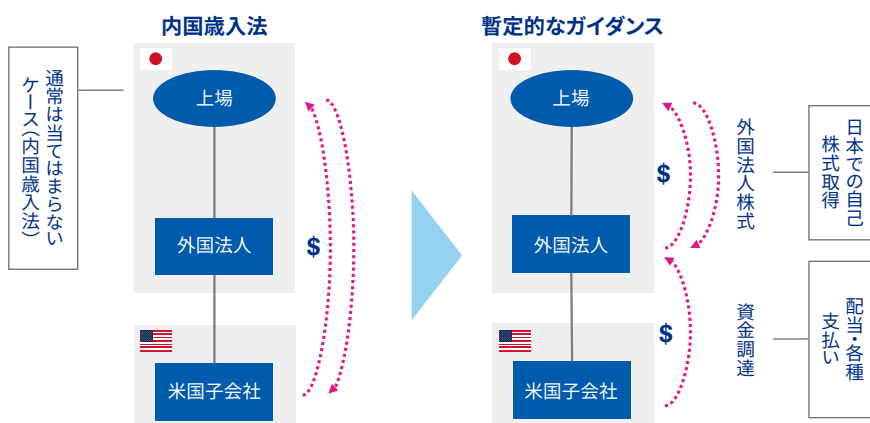 内国歳入法
通常は当てはまらない
ケース（内国歳入法）
上場
外国法人
$
米国子会社
暫定的なガイダンス
上場
外国法人
米国子会社
$
外国法人株式
日本での自己
株式取得
$
資金調達
配当・各種
支払い